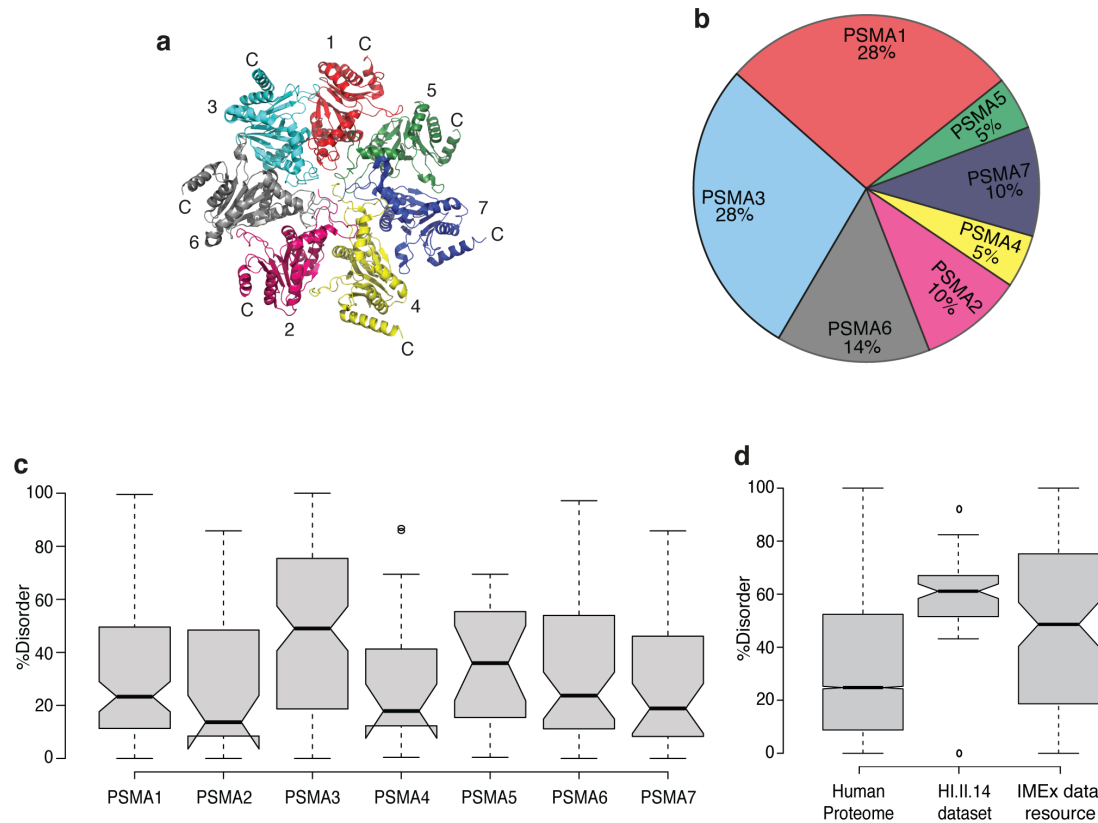 a
1
C
C
3
5
C
C
7
C
6
C
2
4
C
b
PSMA1
28%
PSMA5
5%
PSMA7
10%
PSMA4
5%
PSMA2
10%
PSMA6
14%
PSMA3
28%
c
%Disorder
100
80
60
40
20
0
PSMA1 PSMA2 PSMA3 PSMA4 PSMA5 PSMA6 PSMA7
d
%Disorder
100
80
60
40
20
0
Human
Proteome
HI.II.14
dataset
IMEx data
resource